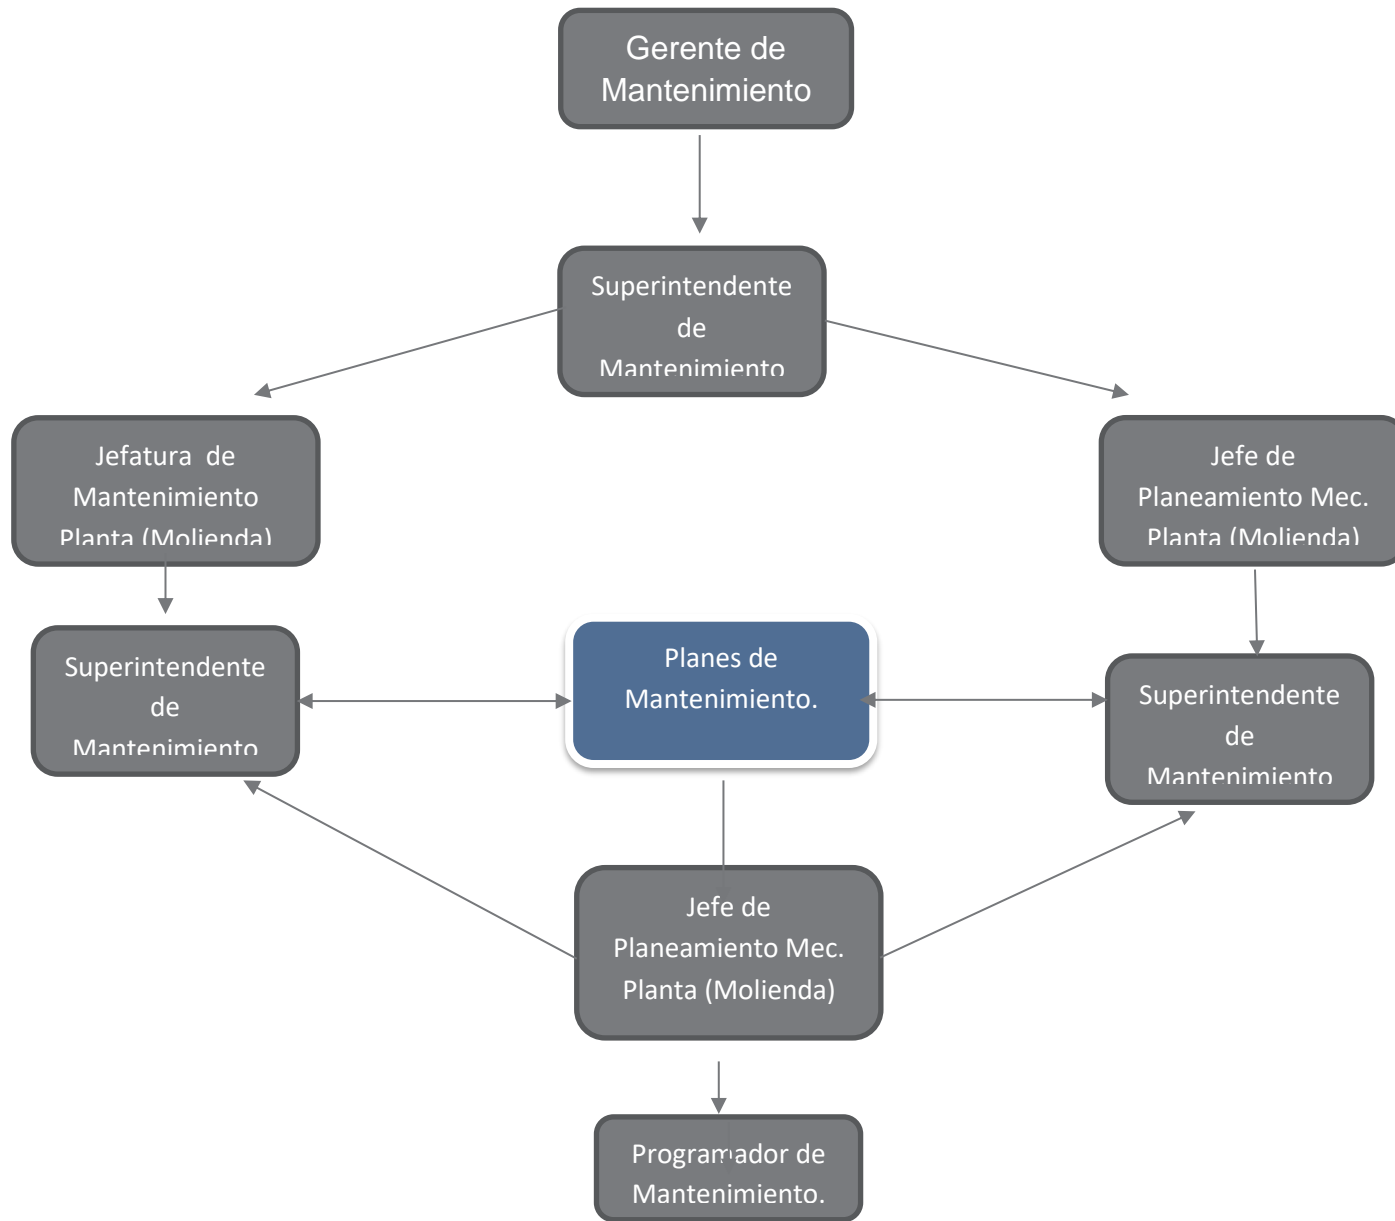 Gerente de
Mantenimiento
Superintendente
de
Mantenimiento
Jefatura de
Mantenimiento
Planta (Molienda)
Jefe de
Planeamiento Mec.
Planta (Molienda)
Superintendente
de
Mantenimiento
Planes de
Mantenimiento.
Superintendente
de
Mantenimiento
Jefe de
Planeamiento Mec.
Planta (Molienda)
Programador de
Mantenimiento.